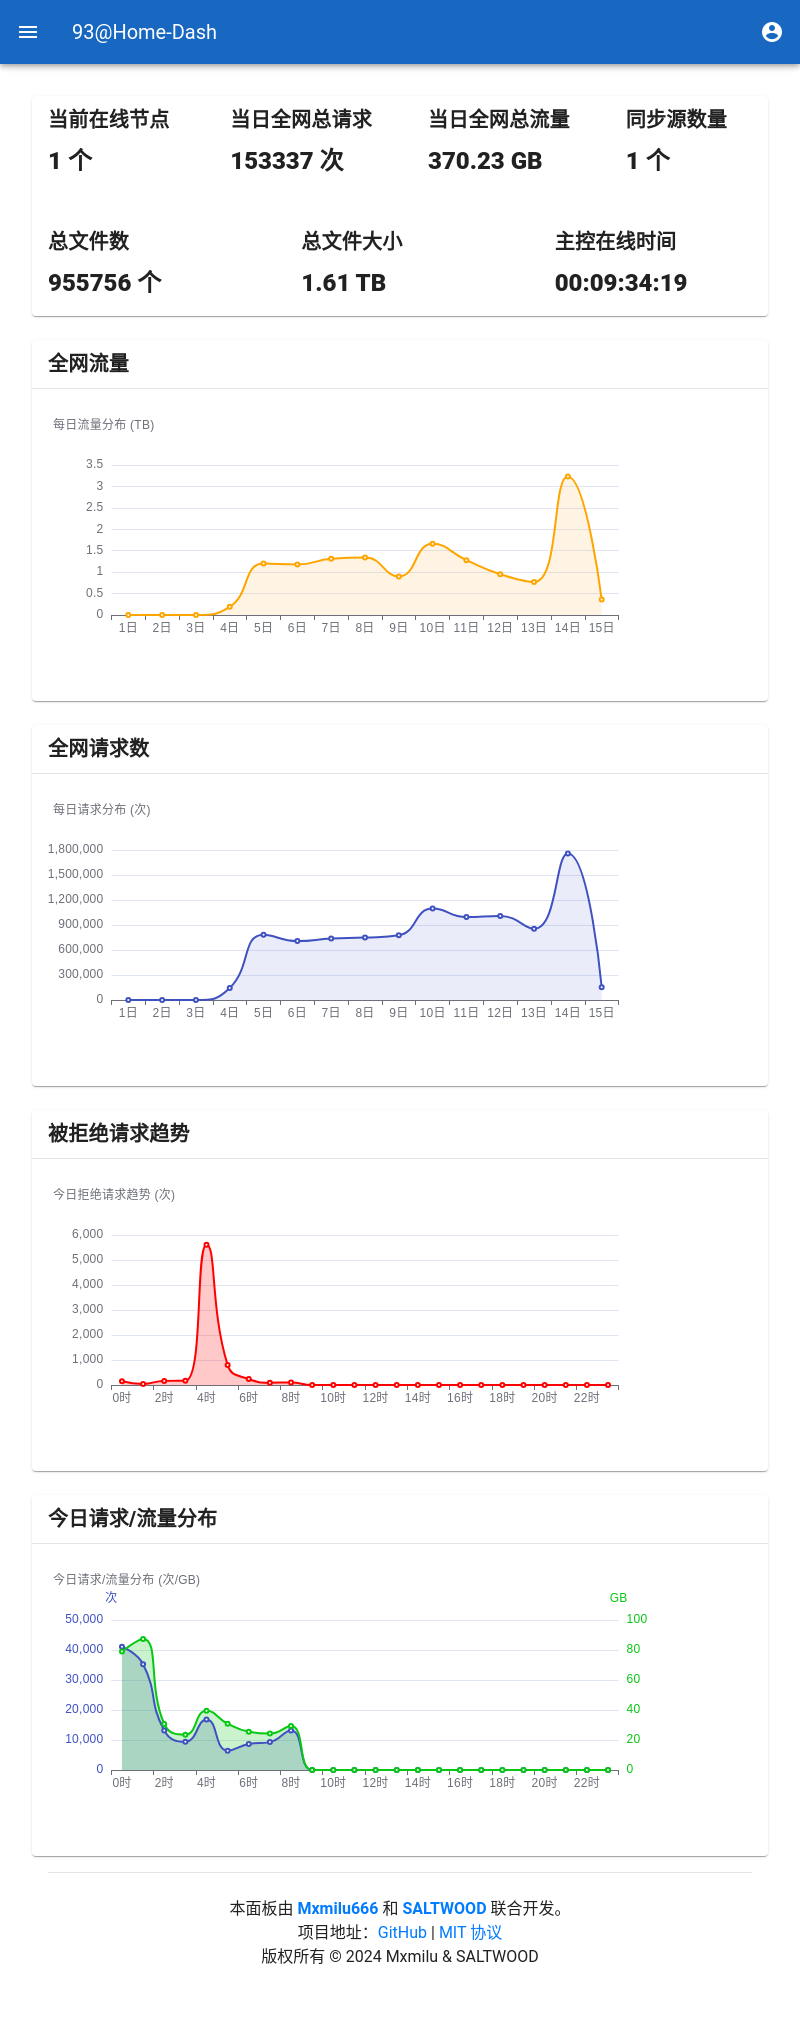 93@Home-Dash
当前在线节点 当日全网总请求 当日全网总流量 同步源数量
1 个 153337 次 370.23 GB 1 个
总文件数 总文件大小 主控在线时间
955756 个 1.61 TB 00:09:34:19
全网流量
每日流量分布 (TB)
3.5
3
2.5
2
1.5
1
0.5
0
1日 2日 3日 4日 5日 6日 7日 8日 9日 10日 11日 12日 13日 14日 15日
全网请求数
每日请求分布 (次)
1,800,000
1,500,000
1,200,000
900,000
600,000
300,000
0
1日 2日 3日 4日 5日 6日 7日 8日 9日 10日 11日 12日 13日 14日 15日
被拒绝请求趋势
今日拒绝请求趋势 (次)
6,000
5,000
4,000
3,000
2,000
1,000
0
0时 2时 4时 6时 8时 10时 12时 14时 16时 18时 20时 22时
今日请求/流量分布
今日请求/流量分布 (次/GB)
次 GB
50,000 100
40,000 80
30,000 60
20,000 40
10,000 20
0 0
0时 2时 4时 6时 8时 10时 12时 14时 16时 18时 20时 22时
本面板由 Mxmilu666 和 SALTWOOD 联合开发。
项目地址：GitHub | MIT 协议
版权所有 © 2024 Mxmilu & SALTWOOD